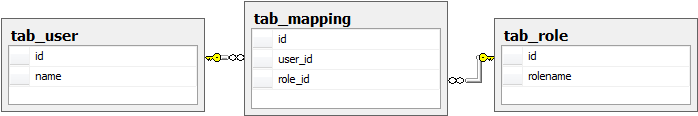 tab_user
id
name
tab_mapping
id
user_id
role_id
tab_role
id
rolename